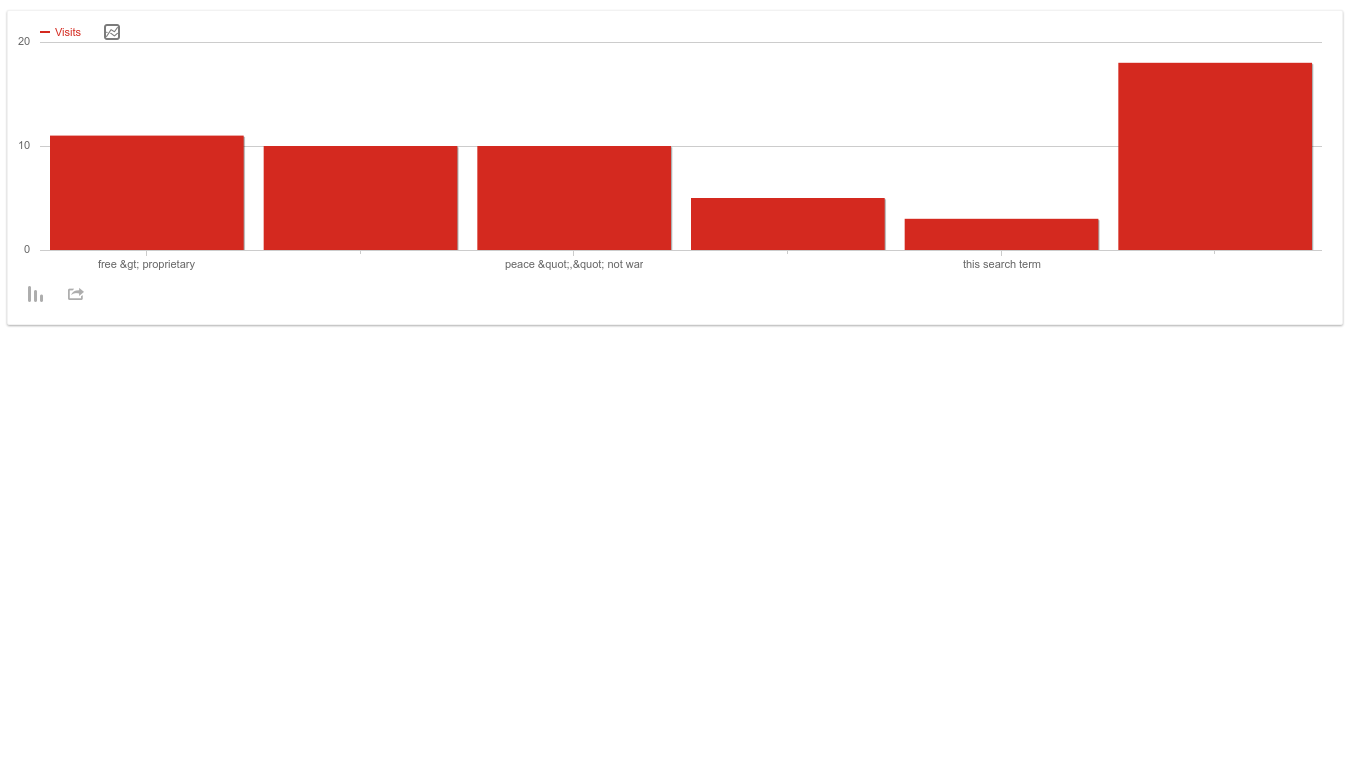 Visits
20
10
0
free &gt; proprietary
peace &quot;,&quot; not war
this search term